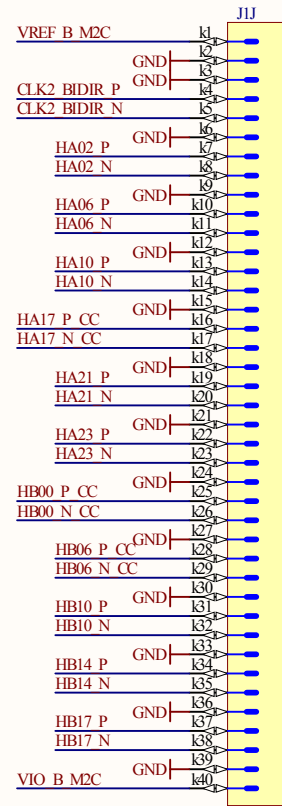 J1J
VREF_B_M2C k1
GND k2
GND k3
CLK2_BIDIR_P k4
CLK2_BIDIR_N k5
GND k6
HA02_P k7
HA02_N k8
GND k9
HA06_P k10
HA06_N k11
GND k12
HA10_P k13
HA10_N k14
GND k15
HA17_P_CC k16
HA17_N_CC k17
GND k18
HA21_P k19
HA21_N k20
GND k21
HA23_P k22
HA23_N k23
GND k24
HB00_P_CC k25
HB00_N_CC k26
GND k27
HB06_P_CC k28
HB06_N_CC k29
GND k30
HB10_P k31
HB10_N k32
GND k33
HB14_P k34
HB14_N k35
GND k36
HB17_P k37
HB17_N k38
GND k39
VIO_B_M2C k40